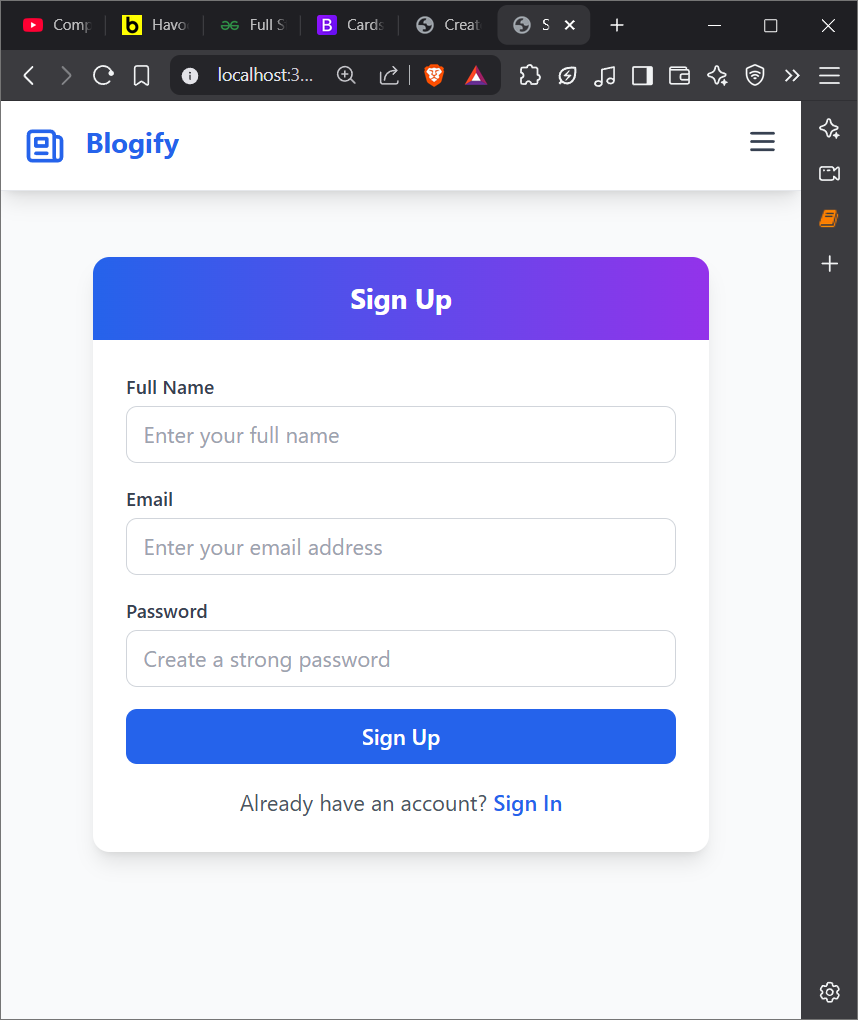 Comp
b Havo
Full S
B Cards
Creat
S
localhost:3...
Blogify
Sign Up
Full Name
Enter your full name
Email
Enter your email address
Password
Create a strong password
Sign Up
Already have an account? Sign In